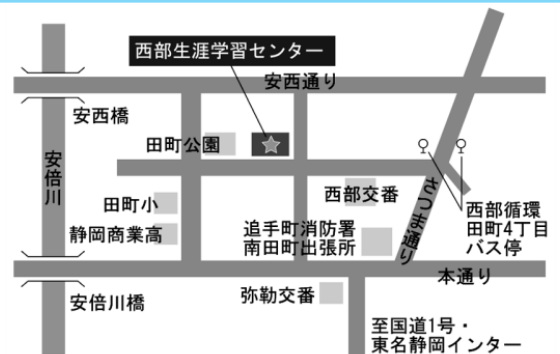 西部生涯学習センター
安西通り
安西橋
田町公園
安倍川
西部交番
さつま通り
田町小
静岡商業高
追手町消防署
南田町出張所
西部循環
田町4丁目
バス停
本通り
安倍川橋
弥勒交番
至国道1号・
東名静岡インター